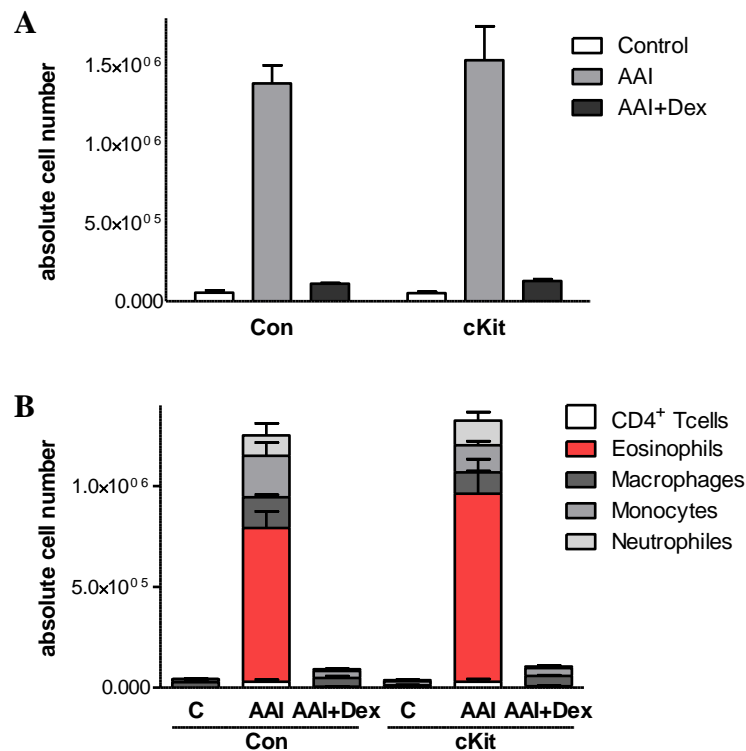 A
absolute cell number
1.5×10⁰⁶
1.0×10⁰⁶
5.0×10⁰⁵
0.000
Con
cKit
Control
AAI
AAI+Dex
B
absolute cell number
1.0×10⁰⁶
5.0×10⁰⁵
0.000
C AAI AAI+Dex C AAI AAI+Dex
Con cKit
CD4⁺ Tcells
Eosinophils
Macrophages
Monocytes
Neutrophiles